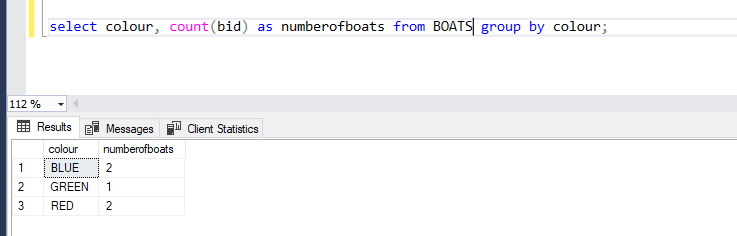 select colour, count(bid) as numberofboats from BOATS group by colour;
112 %
Results Messages Client Statistics
colour numberofboats
1 BLUE 2
2 GREEN 1
3 RED 2